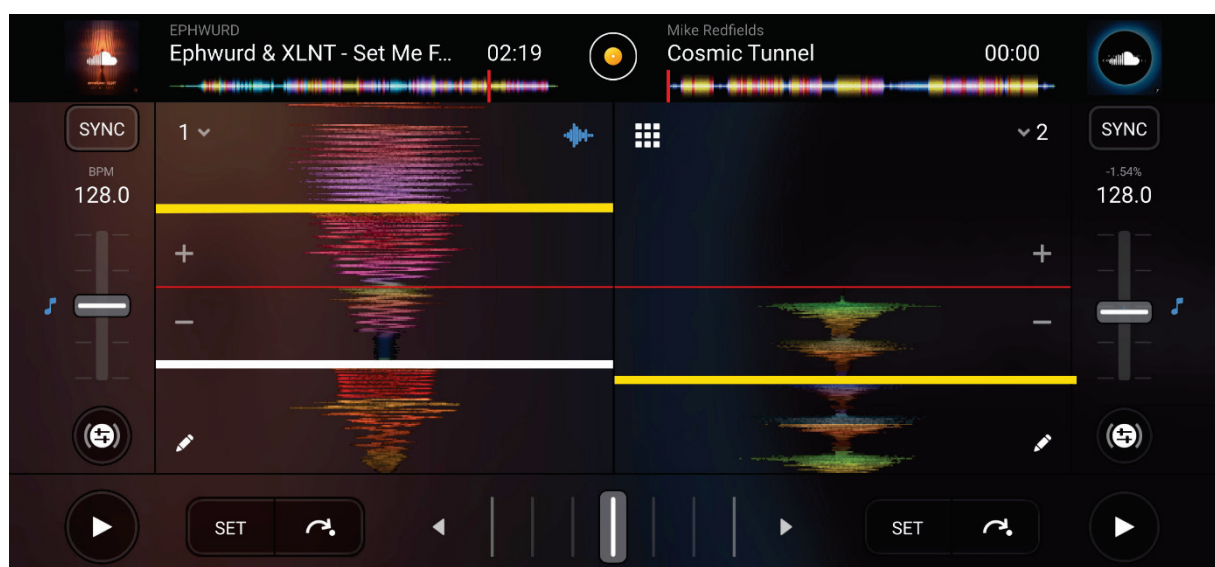 EPHWURD
Ephwurd & XLNT - Set Me F... 02:19
Mike Redfields
Cosmic Tunnel 00:00
SYNC
1
2
SYNC
BPM
128.0
-1.54%
128.0
SET
SET